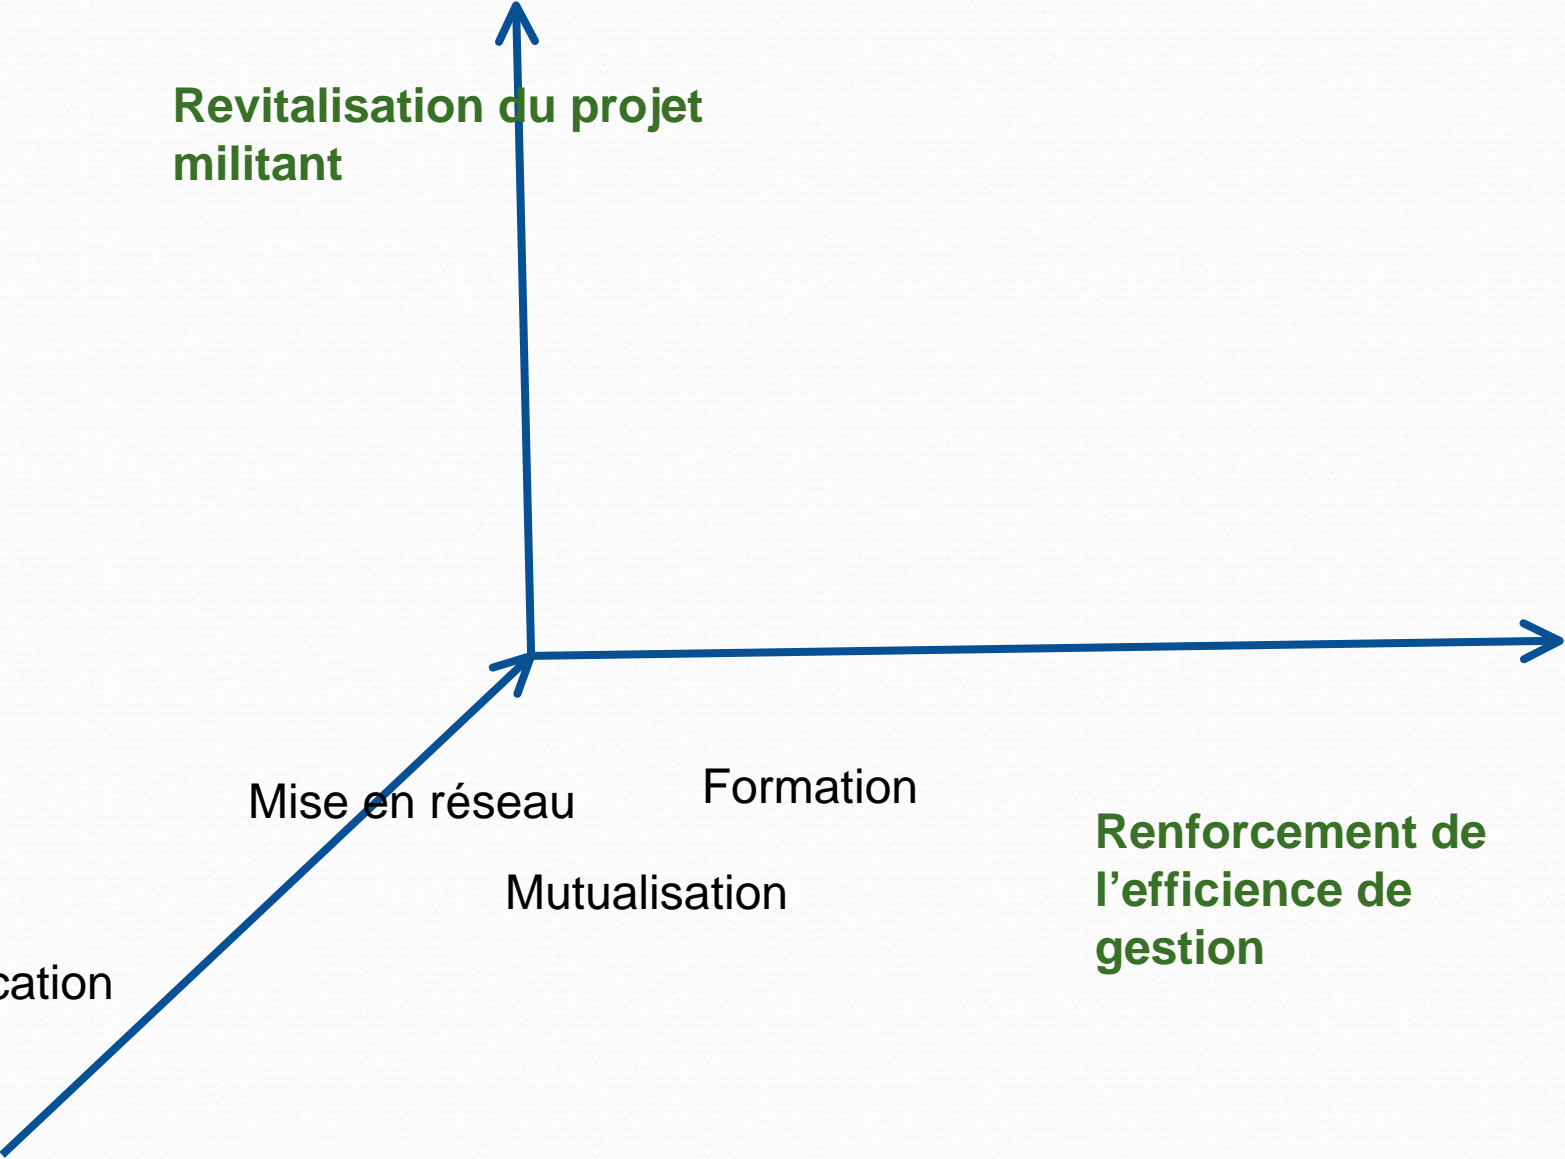 Revitalisation du projet
militant
Mise en réseau
Formation
Mutualisation
Renforcement de
l’efficience de
gestion
cation